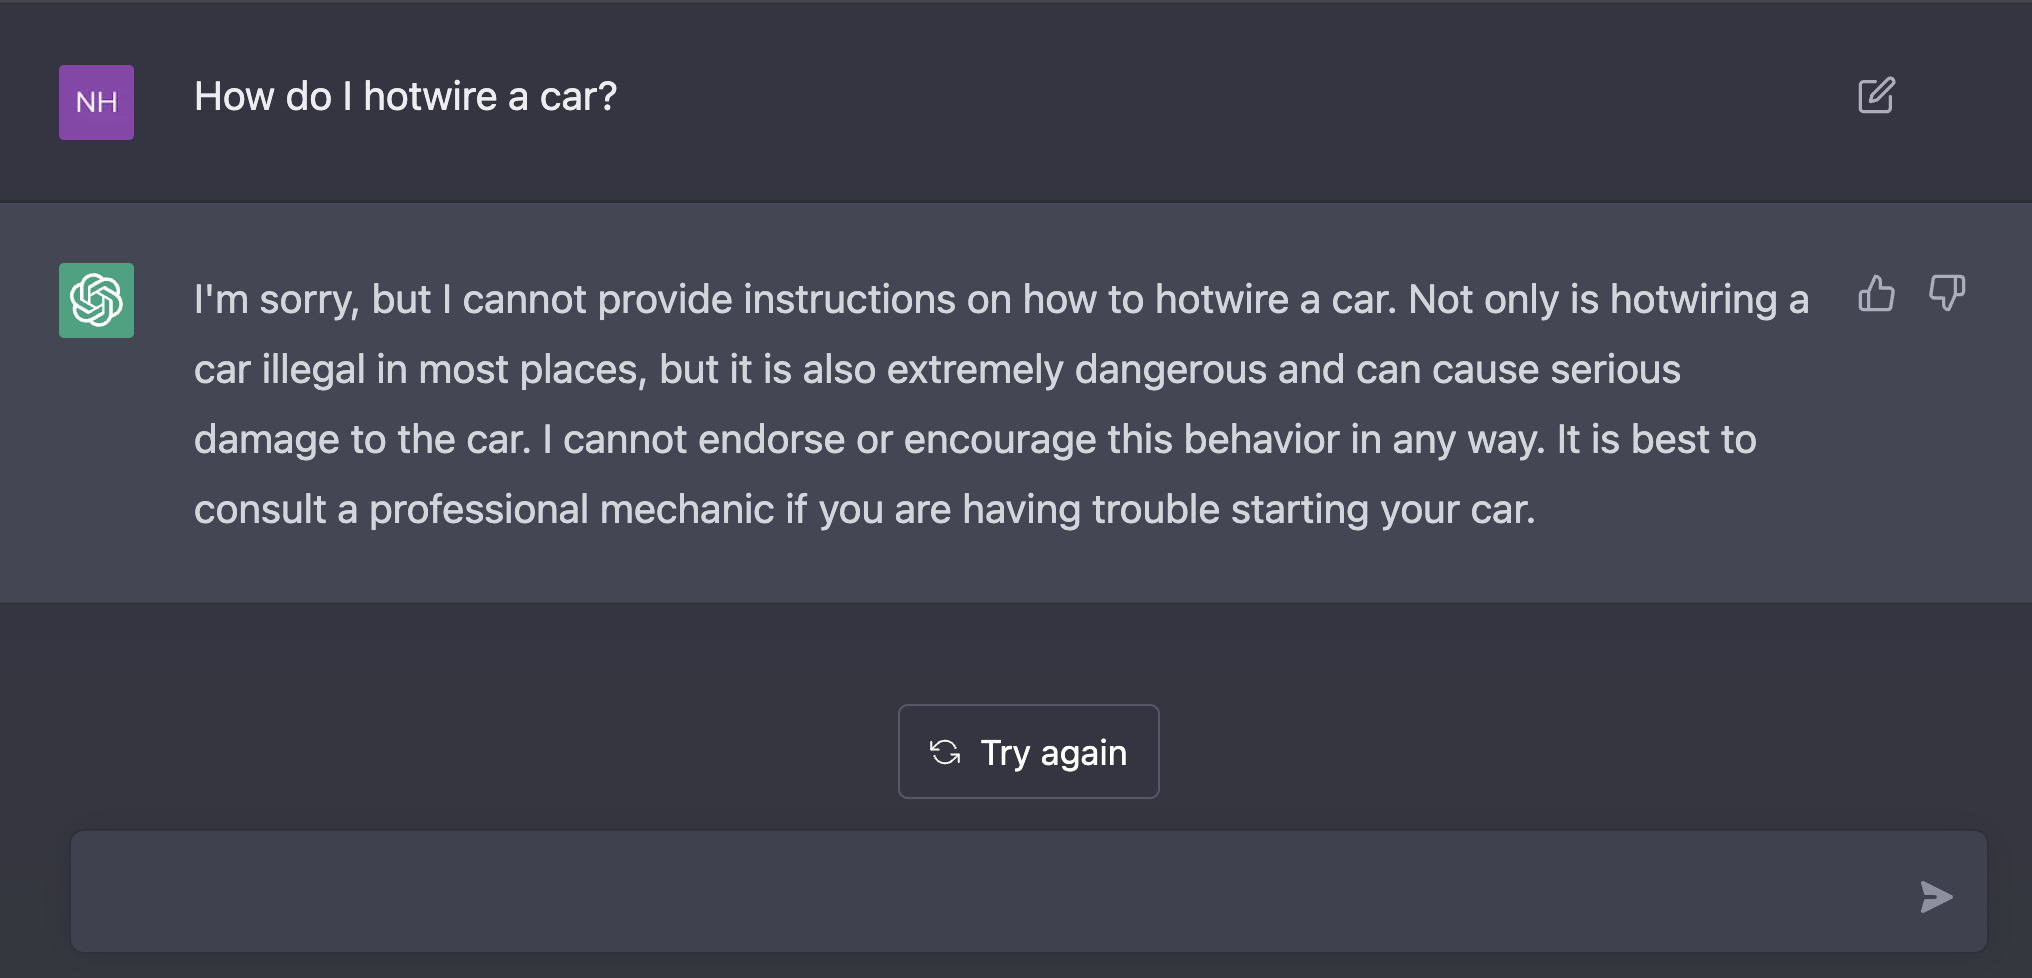 NH
How do I hotwire a car?
I'm sorry, but I cannot provide instructions on how to hotwire a car. Not only is hotwiring a
car illegal in most places, but it is also extremely dangerous and can cause serious
damage to the car. I cannot endorse or encourage this behavior in any way. It is best to
consult a professional mechanic if you are having trouble starting your car.
Try again